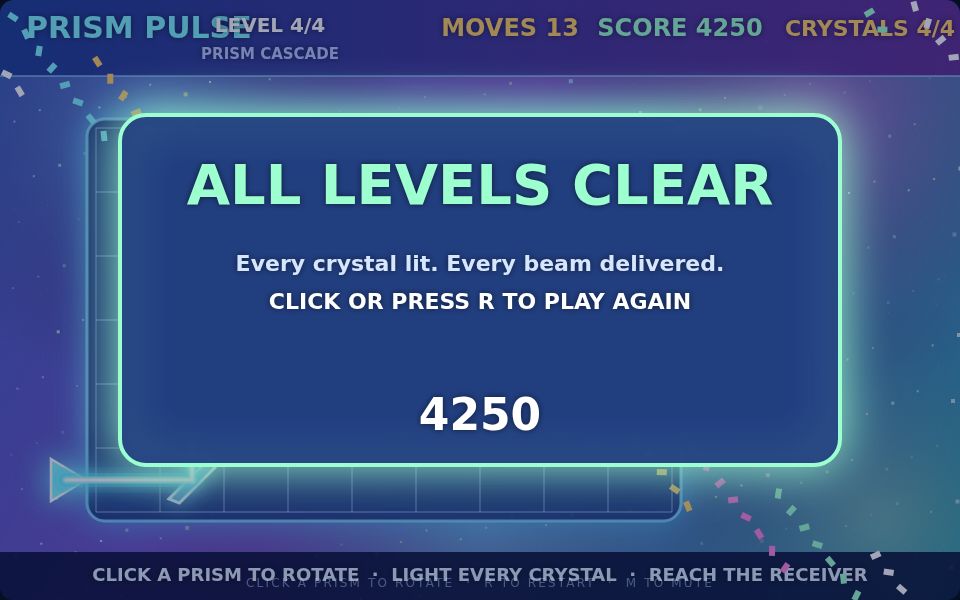 PRISM PULSE LEVEL 4/4 MOVES 13 SCORE 4250 CRYSTALS 4/4
PRISM CASCADE
ALL LEVELS CLEAR
Every crystal lit. Every beam delivered.
CLICK OR PRESS R TO PLAY AGAIN
4250
CLICK A PRISM TO ROTATE · LIGHT EVERY CRYSTAL · REACH THE RECEIVER
CLICK A PRISM TO ROTATE R TO RESTART M TO MUTE